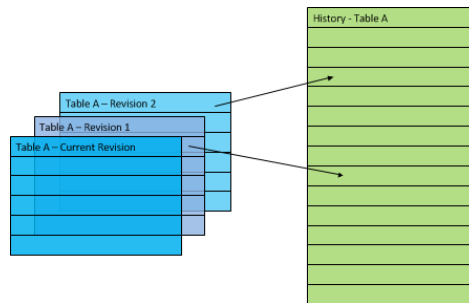 History - Table A
Table A – Revision 2
Table A – Revision 1
Table A – Current Revision